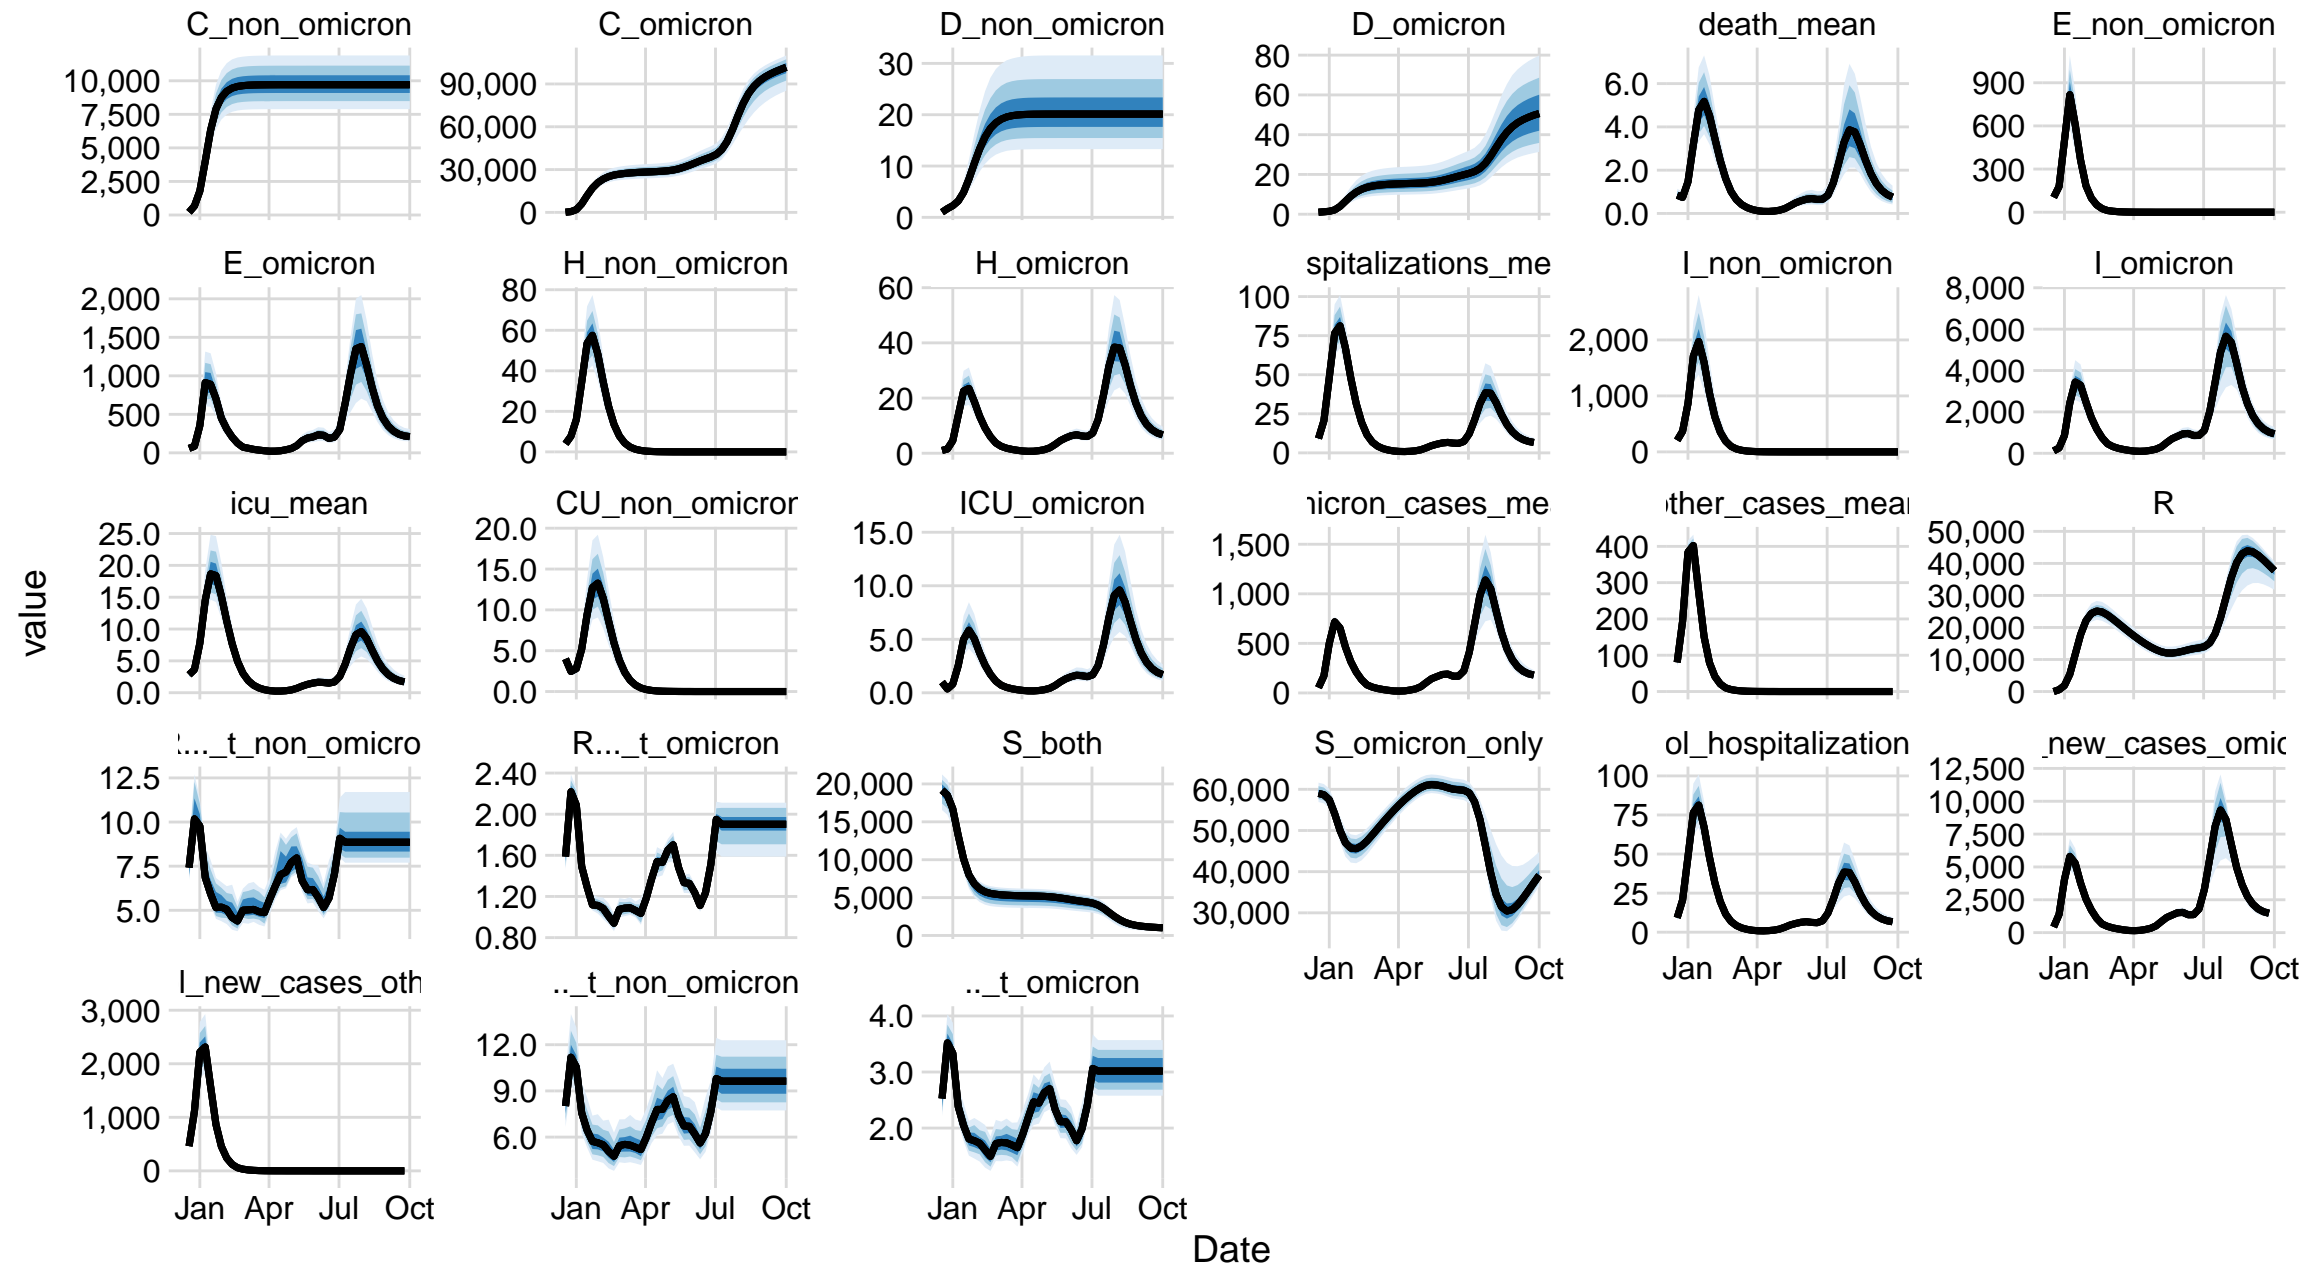 C_non_omicron C_omicron D_non_omicron D_omicron death_mean E_non_omicron
10,000 7,500 5,000 2,500 0
90,000 60,000 30,000 0
30 20 10 0
80 60 40 20 0
6.0 4.0 2.0 0.0
900 600 300 0
E_omicron H_non_omicron H_omicron spitalizations_me I_non_omicron I_omicron
2,000 1,500 1,000 500 0
80 60 40 20 0
60 40 20 0
100 75 50 25 0
2,000 1,000 0
8,000 6,000 4,000 2,000 0
icu_mean CU_non_omicron ICU_omicron nicron_cases_me other_cases_mean R
25.0 20.0 15.0 10.0 5.0 0.0
20.0 15.0 10.0 5.0 0.0
15.0 10.0 5.0 0.0
1,500 1,000 500 0
400 300 200 100 0
50,000 40,000 30,000 20,000 10,000 0
R..._t_non_omicro R..._t_omicron S_both S_omicron_only ol_hospitalization _new_cases_omic
12.5 10.0 7.5 5.0
2.40 2.00 1.60 1.20 0.80
20,000 15,000 10,000 5,000 0
60,000 50,000 40,000 30,000
100 75 50 25 0
12,500 10,000 7,500 5,000 2,500 0
Jan Apr Jul Oct
Jan Apr Jul Oct
Jan Apr Jul Oct
l_new_cases_oth .._t_non_omicron .._t_omicron
3,000 2,000 1,000 0
12.0 9.0 6.0
4.0 3.0 2.0
Jan Apr Jul Oct
Jan Apr Jul Oct
Jan Apr Jul Oct
value
Date